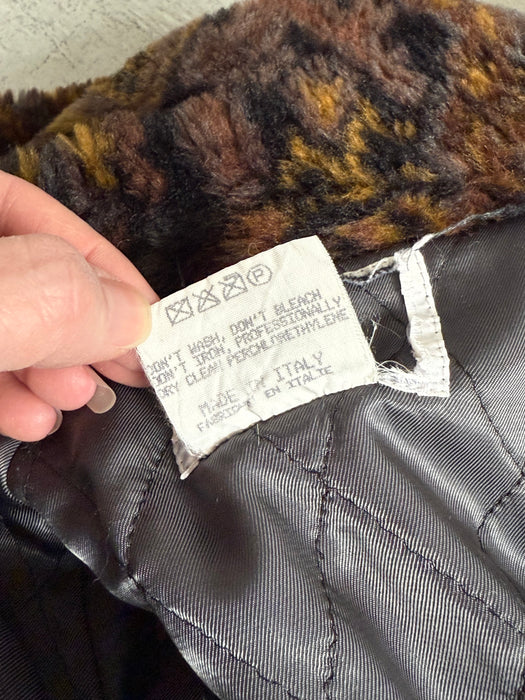 P
DON'T WASH, DON'T BLEACH
DON'T IRON, PROFESSIONALLY
DRY CLEAN PERCHLORETHYLENE
MADE IN ITALY
FABRIQUE EN ITALIE